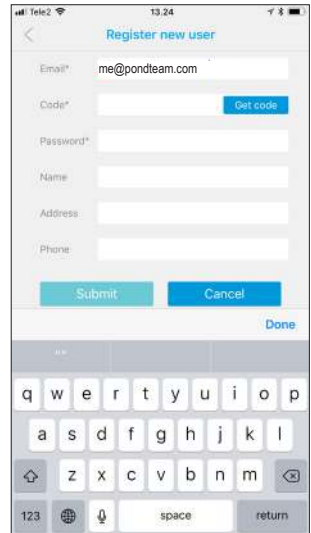 Tele2 13.24
Register new user
Email* me@pondteam.com
Code* Get code
Password*
Name
Address
Phone
Submit Cancel
Done
""
q w e r t y u i o p
a s d f g h j k l
z x c v b n m
123 space return